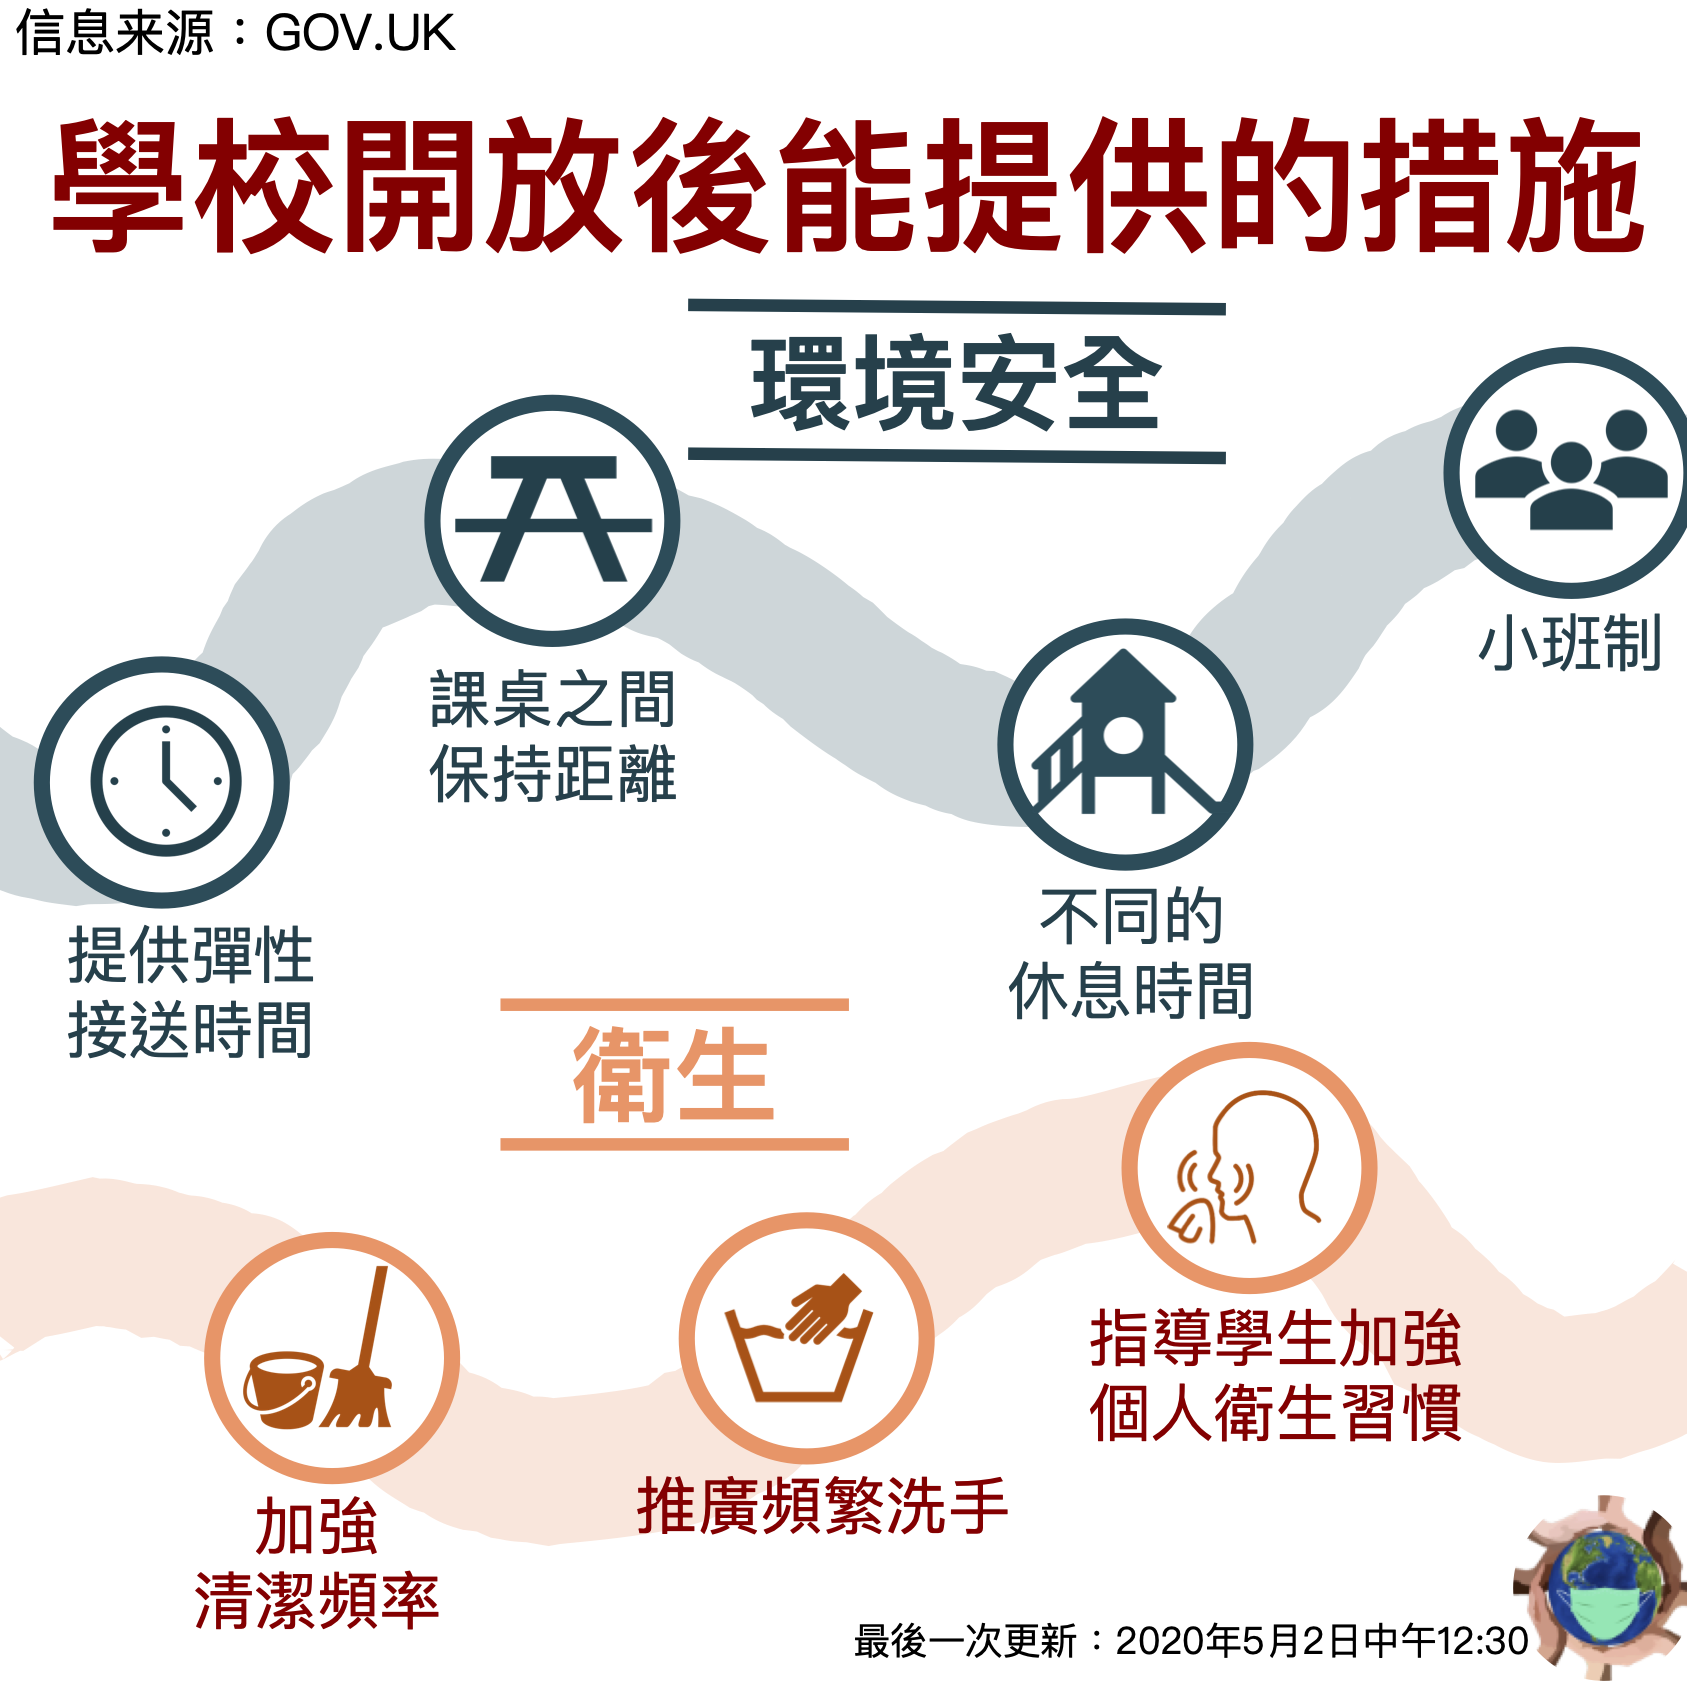 信息来源：GOV.UK
學校開放後能提供的措施
環境安全
小班制
課桌之間
保持距離
不同的
休息時間
提供彈性
接送時間
衛生
指導學生加強
個人衛生習慣
推廣頻繁洗手
加強
清潔頻率
最後一次更新：2020年5月2日中午12:30